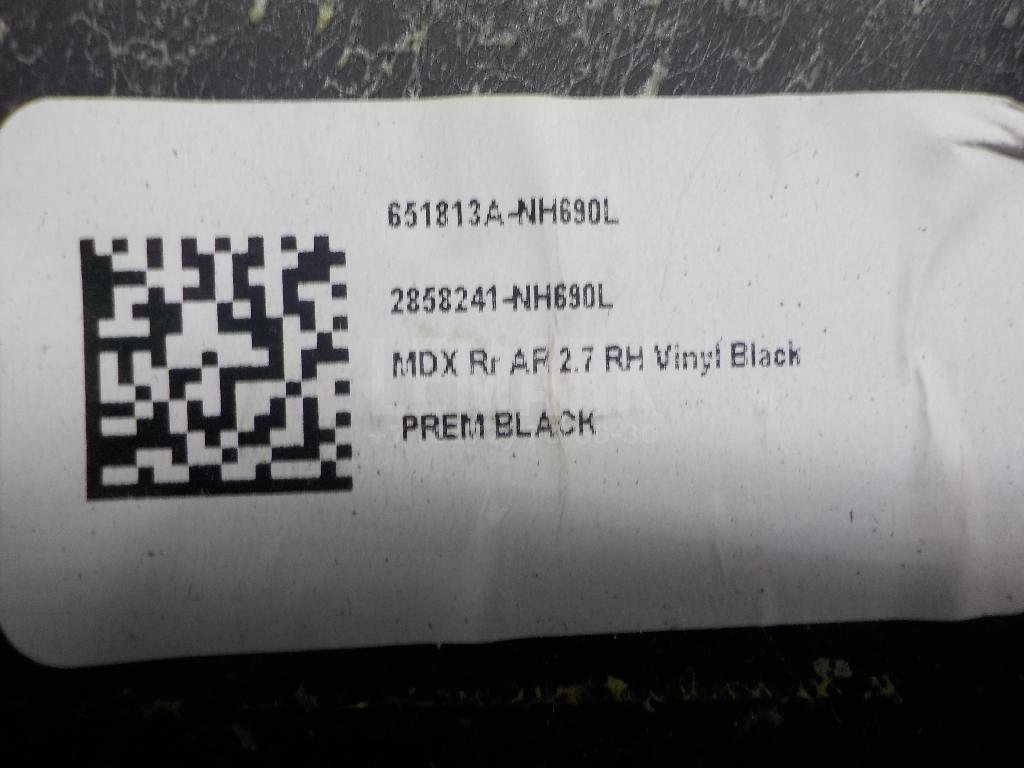 651813A-NH690L
2858241-NH690L
MDX Rr AR 2.7 RH Vinyl Black
PREM BLACK